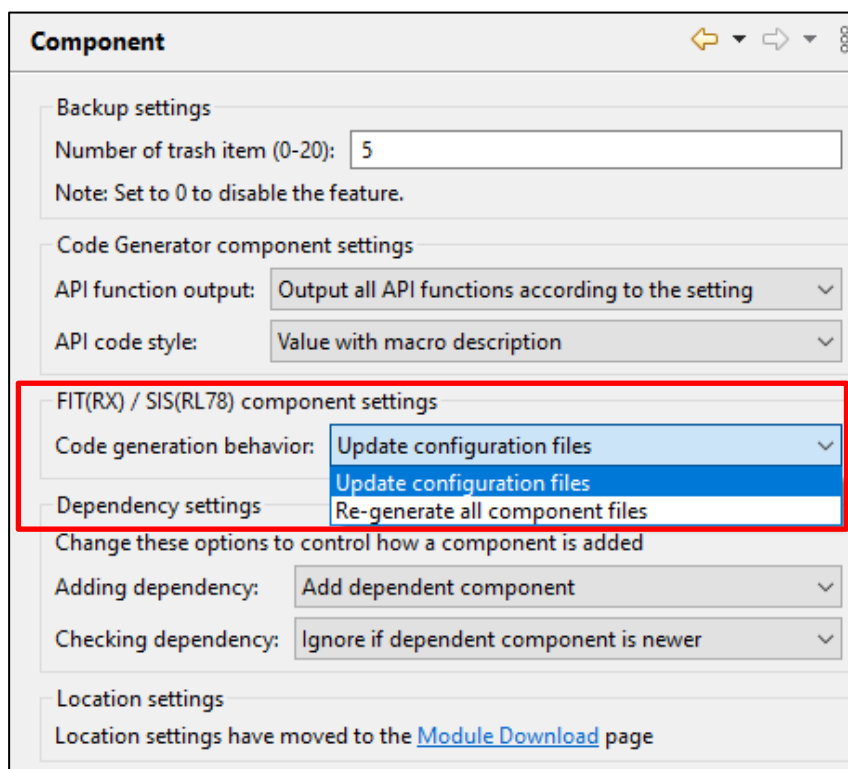 Component
Backup settings
Number of trash item (0-20): 5
Note: Set to 0 to disable the feature.
Code Generator component settings
API function output: Output all API functions according to the setting
API code style: Value with macro description
FIT(RX) / SIS(RL78) component settings
Code generation behavior: Update configuration files
Update configuration files
Dependency settings
Re-generate all component files
Change these options to control how a component is added
Adding dependency: Add dependent component
Checking dependency: Ignore if dependent component is newer
Location settings
Location settings have moved to the Module Download page